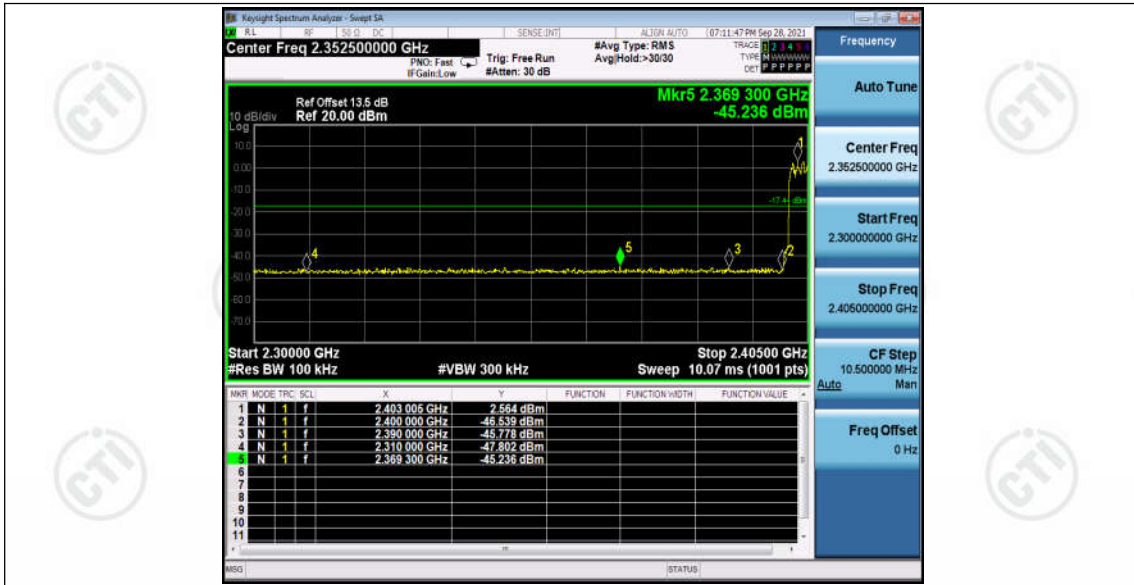 Keysight Spectrum Analyzer - Swept SA
RL RF 50 Ω DC SENSE:INT ALIGN AUTO 07:11:47 PM Sep 28, 2021
Center Freq 2.352500000 GHz
PNO: Fast
IFGain:Low
Trig: Free Run
#Atten: 30 dB
#Avg Type: RMS
Avg|Hold:>30/30
TRACE 1 2 3 4 5 6
TYPE M WWWWW
DET P P P P P P
Frequency
Auto Tune
Center Freq
2.352500000 GHz
Start Freq
2.300000000 GHz
Stop Freq
2.405000000 GHz
CF Step
10.500000 MHz
Auto Man
Freq Offset
0 Hz
Mkr5 2.369 300 GHz
-45.236 dBm
Ref Offset 13.5 dB
10 dB/div Ref 20.00 dBm
Log
10.0
0.00
-10.0
-20.0
-30.0
-40.0
-50.0
-60.0
-70.0
-17.44 dBm
1
2
3
4
5
Start 2.30000 GHz Stop 2.40500 GHz
#Res BW 100 kHz #VBW 300 kHz Sweep 10.07 ms (1001 pts)
MKR MODE TRC SCL X Y FUNCTION FUNCTION WIDTH FUNCTION VALUE
1 N 1 f 2.403 005 GHz 2.564 dBm
2 N 1 f 2.400 000 GHz -46.539 dBm
3 N 1 f 2.390 000 GHz -45.778 dBm
4 N 1 f 2.310 000 GHz -47.802 dBm
5 N 1 f 2.369 300 GHz -45.236 dBm
6
7
8
9
10
11
MSG STATUS
CTI
CTI
CTI
CTI